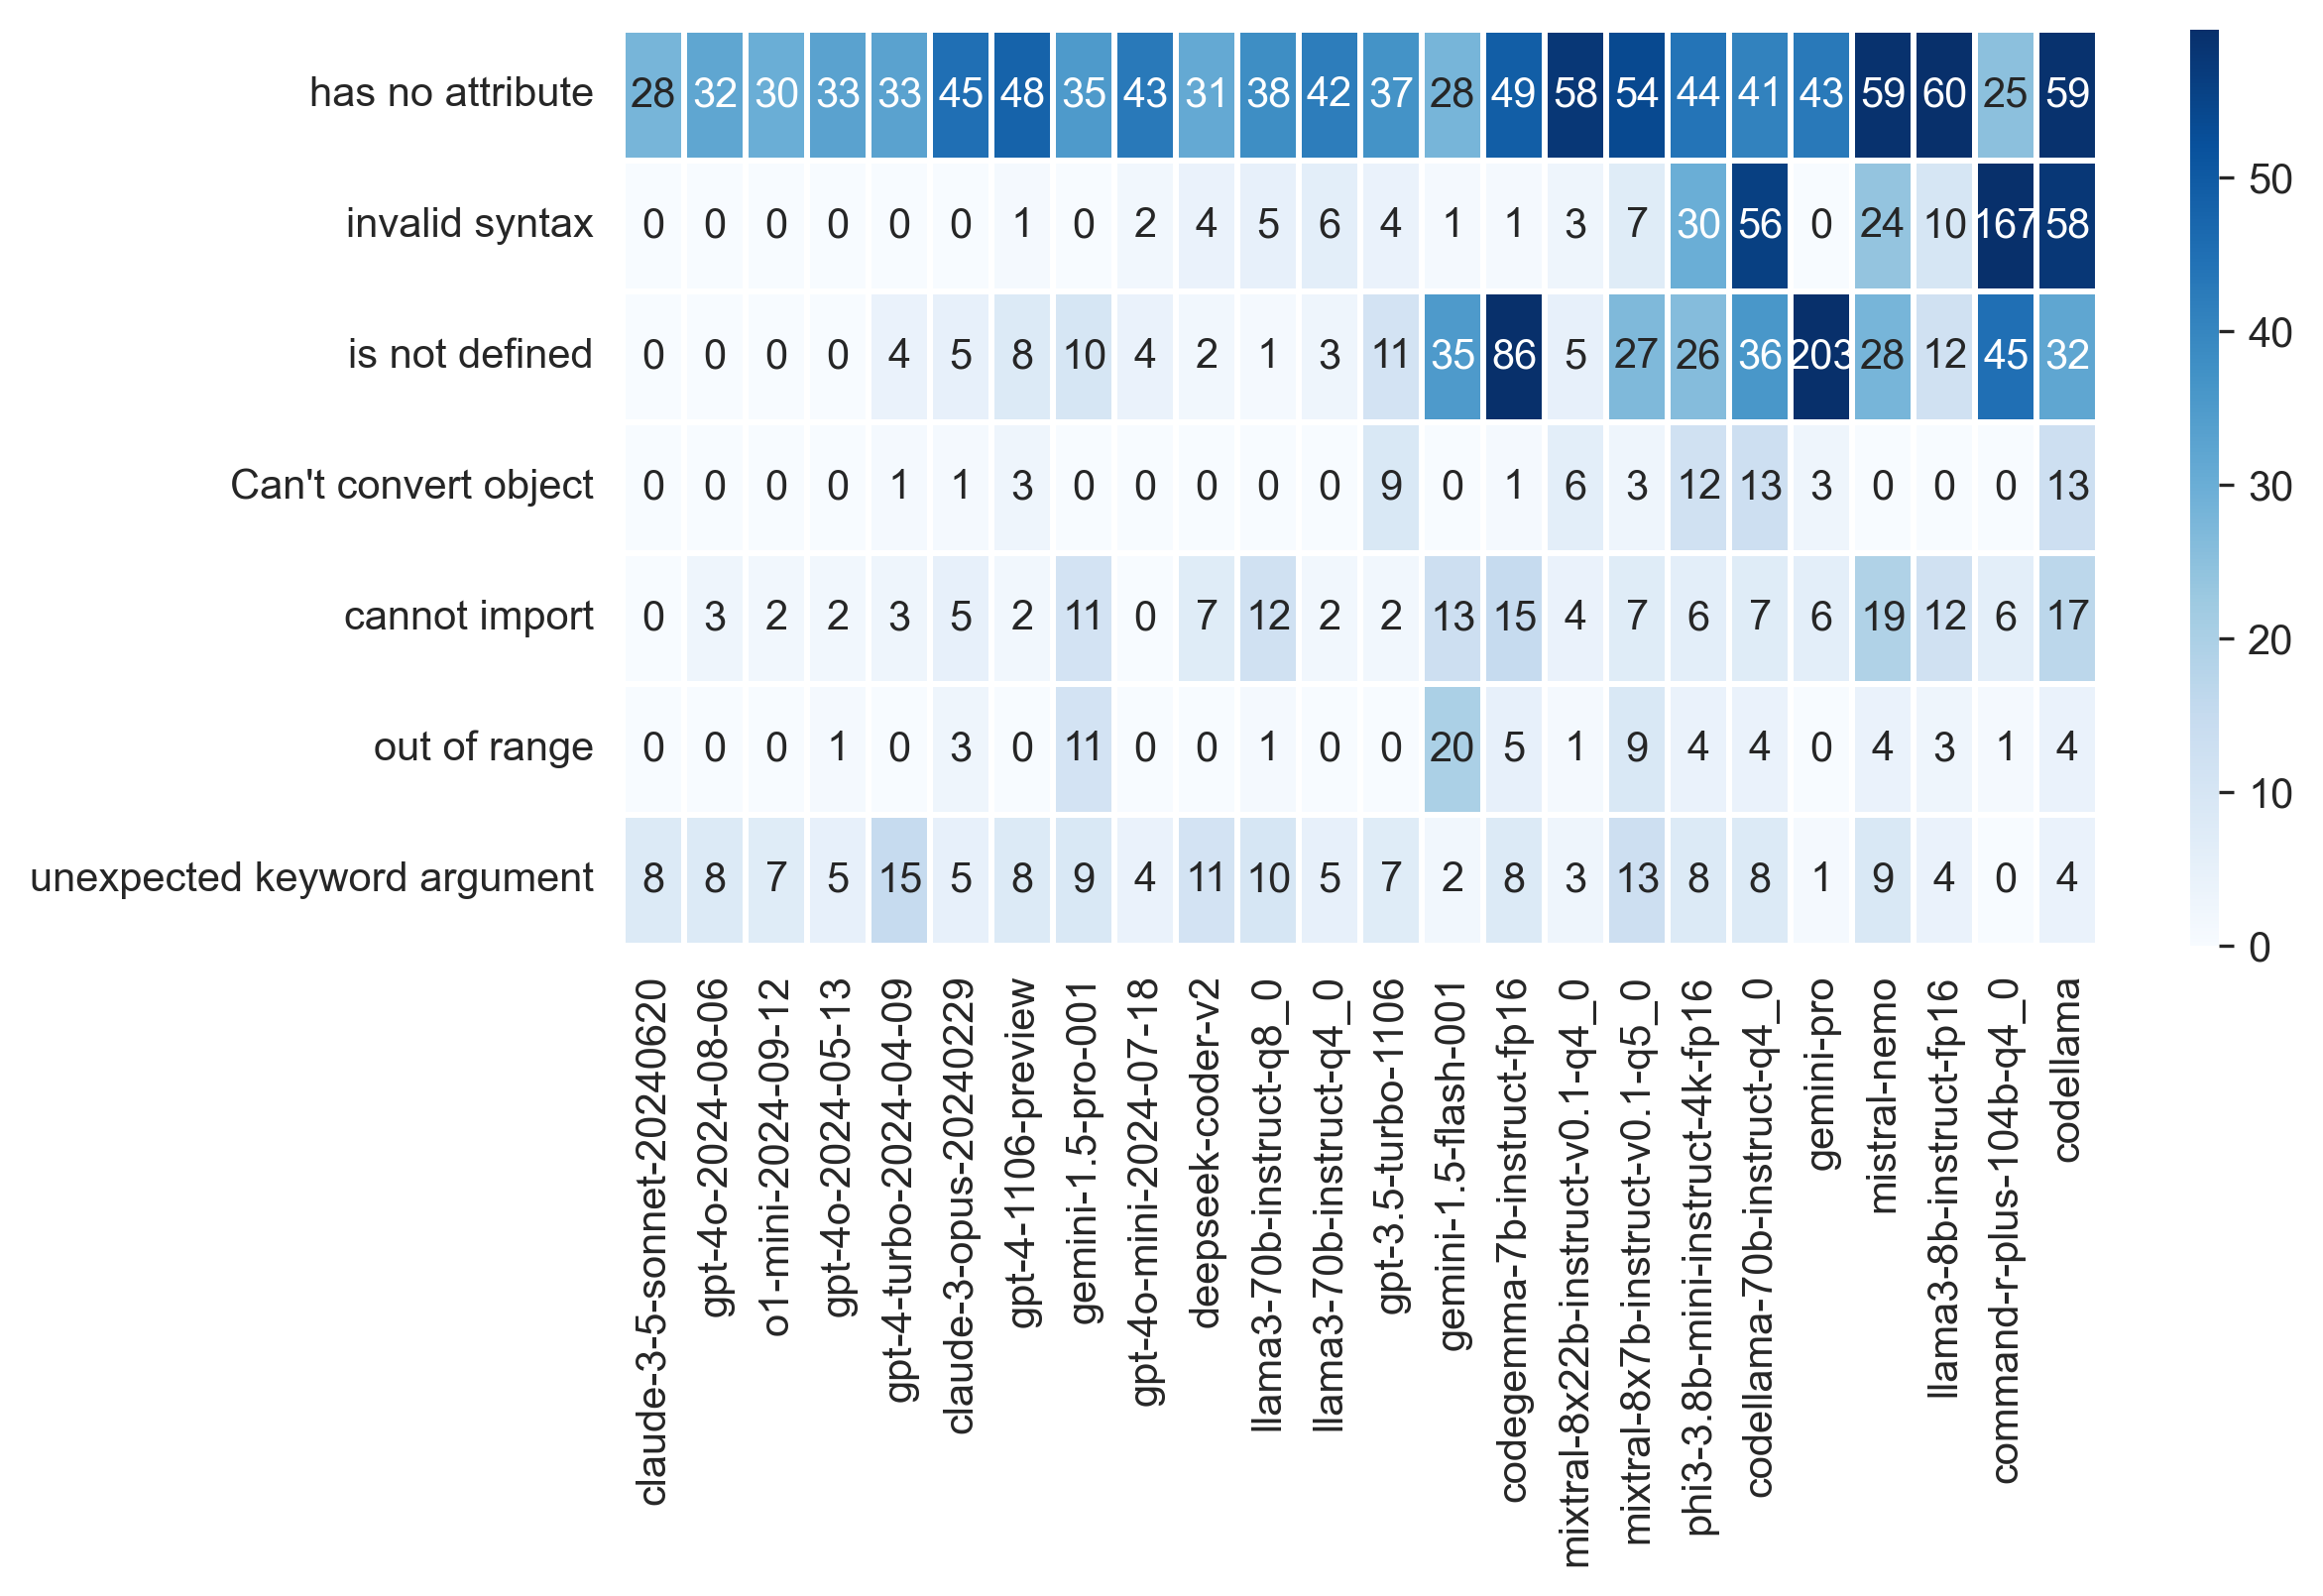 has no attribute 28 32 30 33 33 45 48 35 43 31 38 42 37 28 49 58 54 44 41 43 59 60 25 59
invalid syntax 0 0 0 0 0 0 1 0 2 4 5 6 4 1 1 3 7 30 56 0 24 10 167 58
is not defined 0 0 0 0 4 5 8 10 4 2 1 3 11 35 86 5 27 26 36 203 28 12 45 32
Can't convert object 0 0 0 0 1 1 3 0 0 0 0 0 9 0 1 6 3 12 13 3 0 0 0 13
cannot import 0 3 2 2 3 5 2 11 0 7 12 2 2 13 15 4 7 6 7 6 19 12 6 17
out of range 0 0 0 1 0 3 0 11 0 0 1 0 0 20 5 1 9 4 4 0 4 3 1 4
unexpected keyword argument 8 8 7 5 15 5 8 9 4 11 10 5 7 2 8 3 13 8 8 1 9 4 0 4
claude-3-5-sonnet-20240620
gpt-4o-2024-08-06
o1-mini-2024-09-12
gpt-4o-2024-05-13
gpt-4-turbo-2024-04-09
claude-3-opus-20240229
gpt-4-1106-preview
gemini-1.5-pro-001
gpt-4o-mini-2024-07-18
deepseek-coder-v2
llama3-70b-instruct-q8_0
llama3-70b-instruct-q4_0
gpt-3.5-turbo-1106
gemini-1.5-flash-001
codegemma-7b-instruct-fp16
mixtral-8x22b-instruct-v0.1-q4_0
mixtral-8x7b-instruct-v0.1-q5_0
phi3-3.8b-mini-instruct-4k-fp16
codellama-70b-instruct-q4_0
gemini-pro
mistral-nemo
llama3-8b-instruct-fp16
command-r-plus-104b-q4_0
codellama
50
40
30
20
10
0